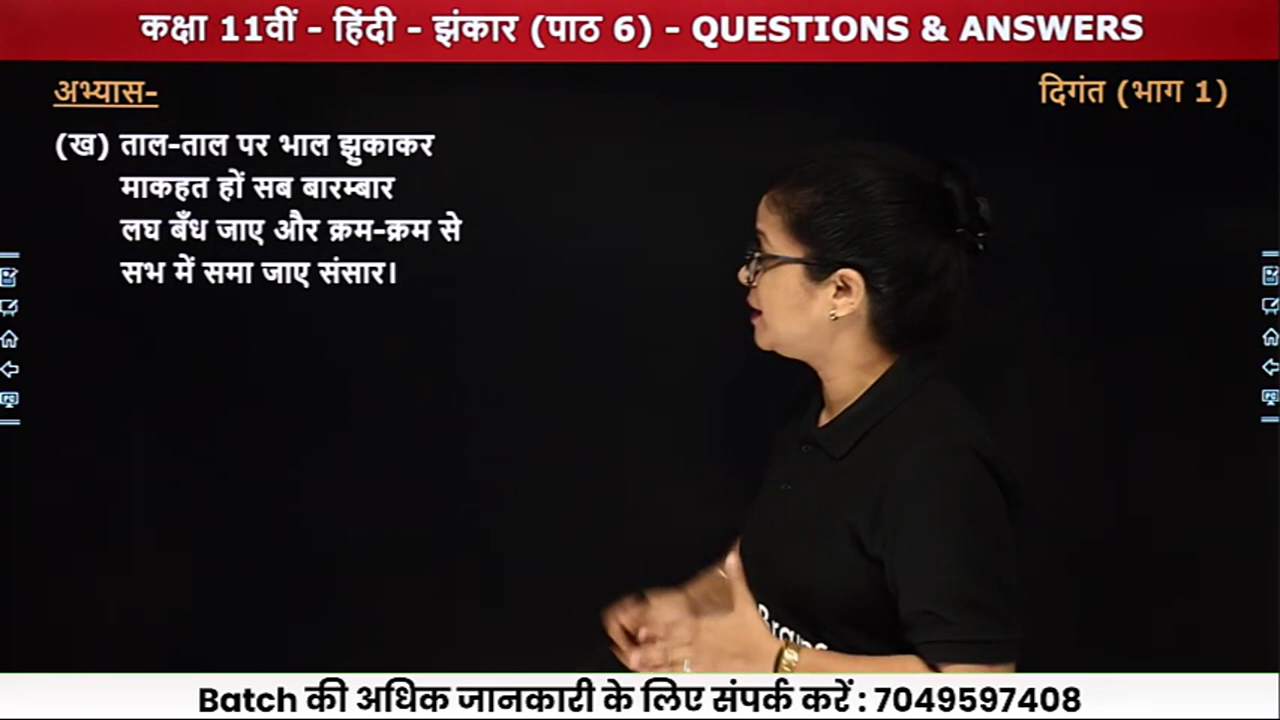 कक्षा 11वीं - हिंदी - झंकार (पाठ 6) - QUESTIONS & ANSWERS
अभ्यास-
दिगंत (भाग 1)
(ख) ताल-ताल पर भाल झुकाकर
माकहत हों सब बारम्बार
लघ बँध जाए और क्रम-क्रम से
सभ में समा जाए संसार।
Batch की अधिक जानकारी के लिए संपर्क करें : 7049597408